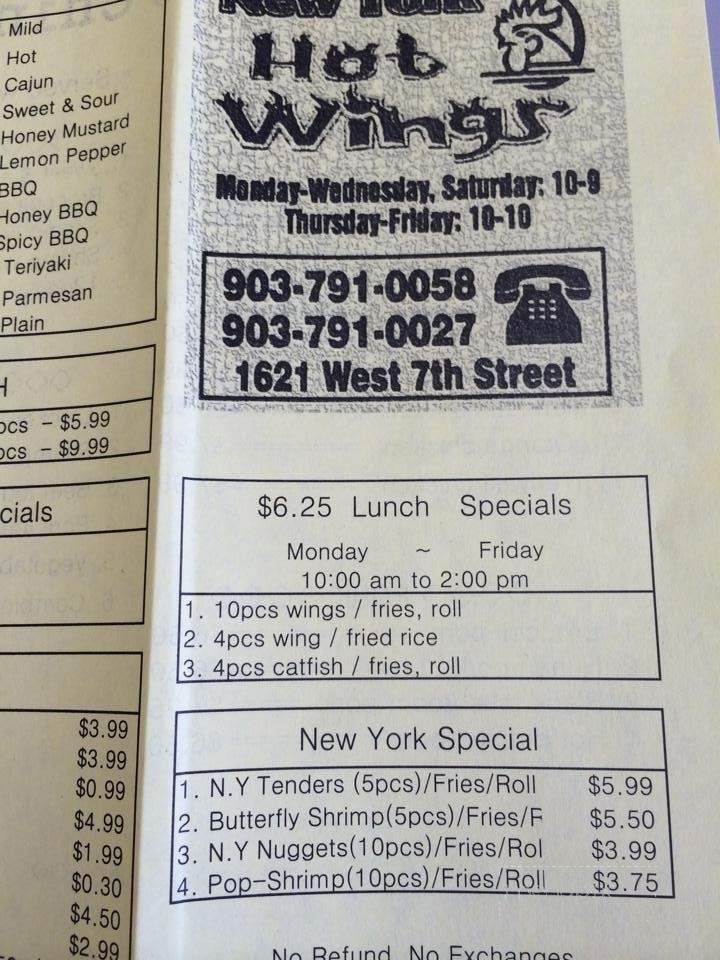 Mild
Hot
Cajun
Sweet & Sour
Honey Mustard
Lemon Pepper
BBQ
Honey BBQ
Spicy BBQ
Teriyaki
Parmesan
Plain
H
pcs - $5.99
pcs - $9.99
cials
$3.99
$3.99
$0.99
$4.99
$1.99
$0.30
$4.50
$2.99
New York
Hot
Wings
Monday-Wednesday, Saturday: 10-9
Thursday-Friday: 10-10
903-791-0058
903-791-0027
1621 West 7th Street
$6.25 Lunch Specials
Monday ~ Friday
10:00 am to 2:00 pm
1. 10pcs wings / fries, roll
2. 4pcs wing / fried rice
3. 4pcs catfish / fries, roll
New York Special
1. N.Y Tenders (5pcs)/Fries/Roll $5.99
2. Butterfly Shrimp(5pcs)/Fries/F $5.50
3. N.Y Nuggets(10pcs)/Fries/Rol $3.99
4. Pop-Shrimp(10pcs)/Fries/Roll $3.75
No Refund, No Exchanges